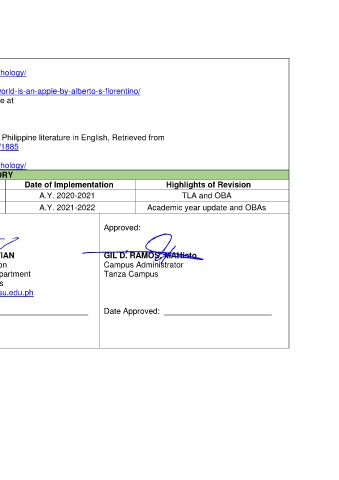 hology/
world-is-an-apple-by-alberto-s-florentino/
e at
Philippine literature in English, Retrieved from
/1885
hology/
ORY
Date of Implementation Highlights of Revision
A.Y. 2020-2021 TLA and OBA
A.Y. 2021-2022 Academic year update and OBAs
Approved:
IAN GIL D. RAMOS,
on Campus Administrator
partment Tanza Campus
s
su.edu.ph
Date Approved: